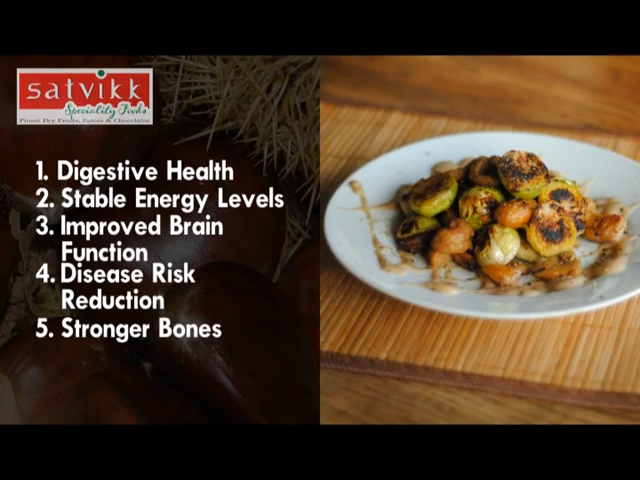 satvikk
Speciality Foods
Finest Dry Fruits, Spices & Chocolates
1. Digestive Health
2. Stable Energy Levels
3. Improved Brain
Function
4. Disease Risk
Reduction
5. Stronger Bones